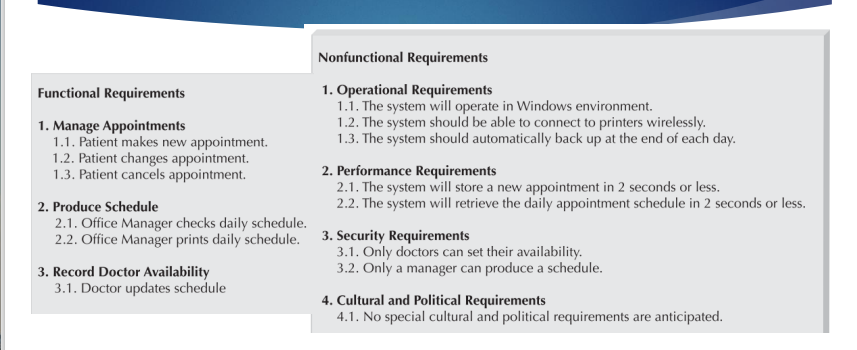 Functional Requirements
1. Manage Appointments
1.1. Patient makes new appointment.
1.2. Patient changes appointment.
1.3. Patient cancels appointment.
2. Produce Schedule
2.1. Office Manager checks daily schedule.
2.2. Office Manager prints daily schedule.
3. Record Doctor Availability
3.1. Doctor updates schedule
Nonfunctional Requirements
1. Operational Requirements
1.1. The system will operate in Windows environment.
1.2. The system should be able to connect to printers wirelessly.
1.3. The system should automatically back up at the end of each day.
2. Performance Requirements
2.1. The system will store a new appointment in 2 seconds or less.
2.2. The system will retrieve the daily appointment schedule in 2 seconds or less.
3. Security Requirements
3.1. Only doctors can set their availability.
3.2. Only a manager can produce a schedule.
4. Cultural and Political Requirements
4.1. No special cultural and political requirements are anticipated.